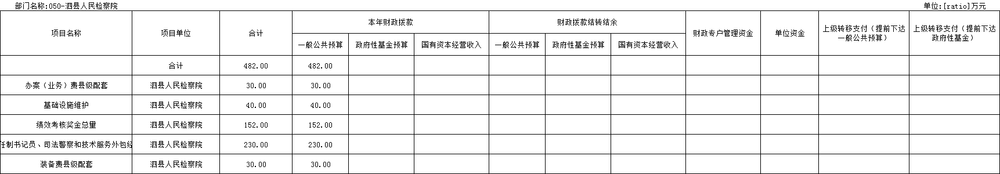 部门名称:050-泗县人民检察院 单位:[ratio]万元
项目名称 项目单位 合计 本年财政拨款 财政拨款结转结余 财政专户管理资金 单位资金 上级转移支付（提前下达一般公共预算） 上级转移支付（提前下达政府性基金）
一般公共预算 政府性基金预算 国有资本经营收入 一般公共预算 政府性基金预算 国有资本经营收入
合计 482.00 482.00
办案（业务）费县级配套 泗县人民检察院 30.00 30.00
基础设施维护 泗县人民检察院 40.00 40.00
绩效考核奖金总量 泗县人民检察院 152.00 152.00
任制书记员、司法警察和技术服务外包经 泗县人民检察院 230.00 230.00
装备费县级配套 泗县人民检察院 30.00 30.00